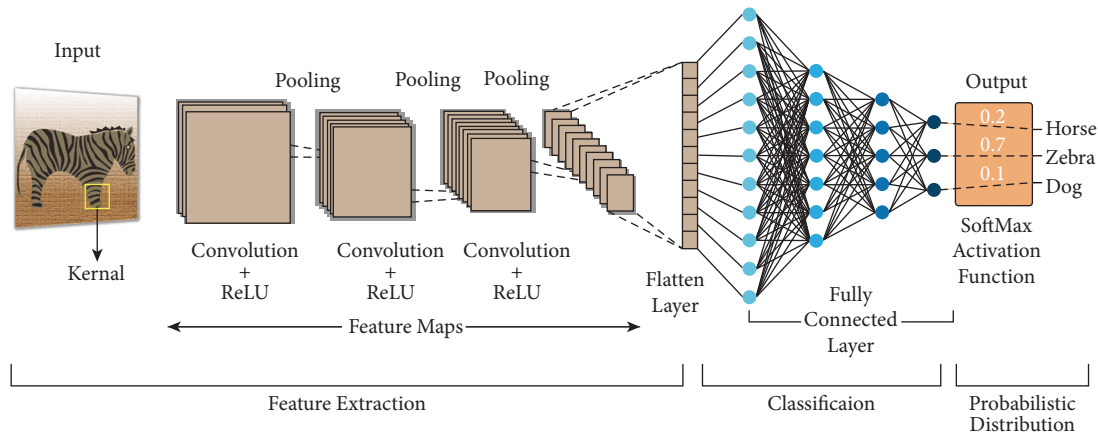 Input
Pooling
Pooling
Pooling
Output
0.2
0.7
0.1
Horse
Zebra
Dog
Kernal
Convolution
+
ReLU
Convolution
+
ReLU
Convolution
+
ReLU
Flatten
Layer
SoftMax
Activation
Function
Fully
Connected
Layer
Feature Maps
Feature Extraction
Classificaion
Probabilistic
Distribution